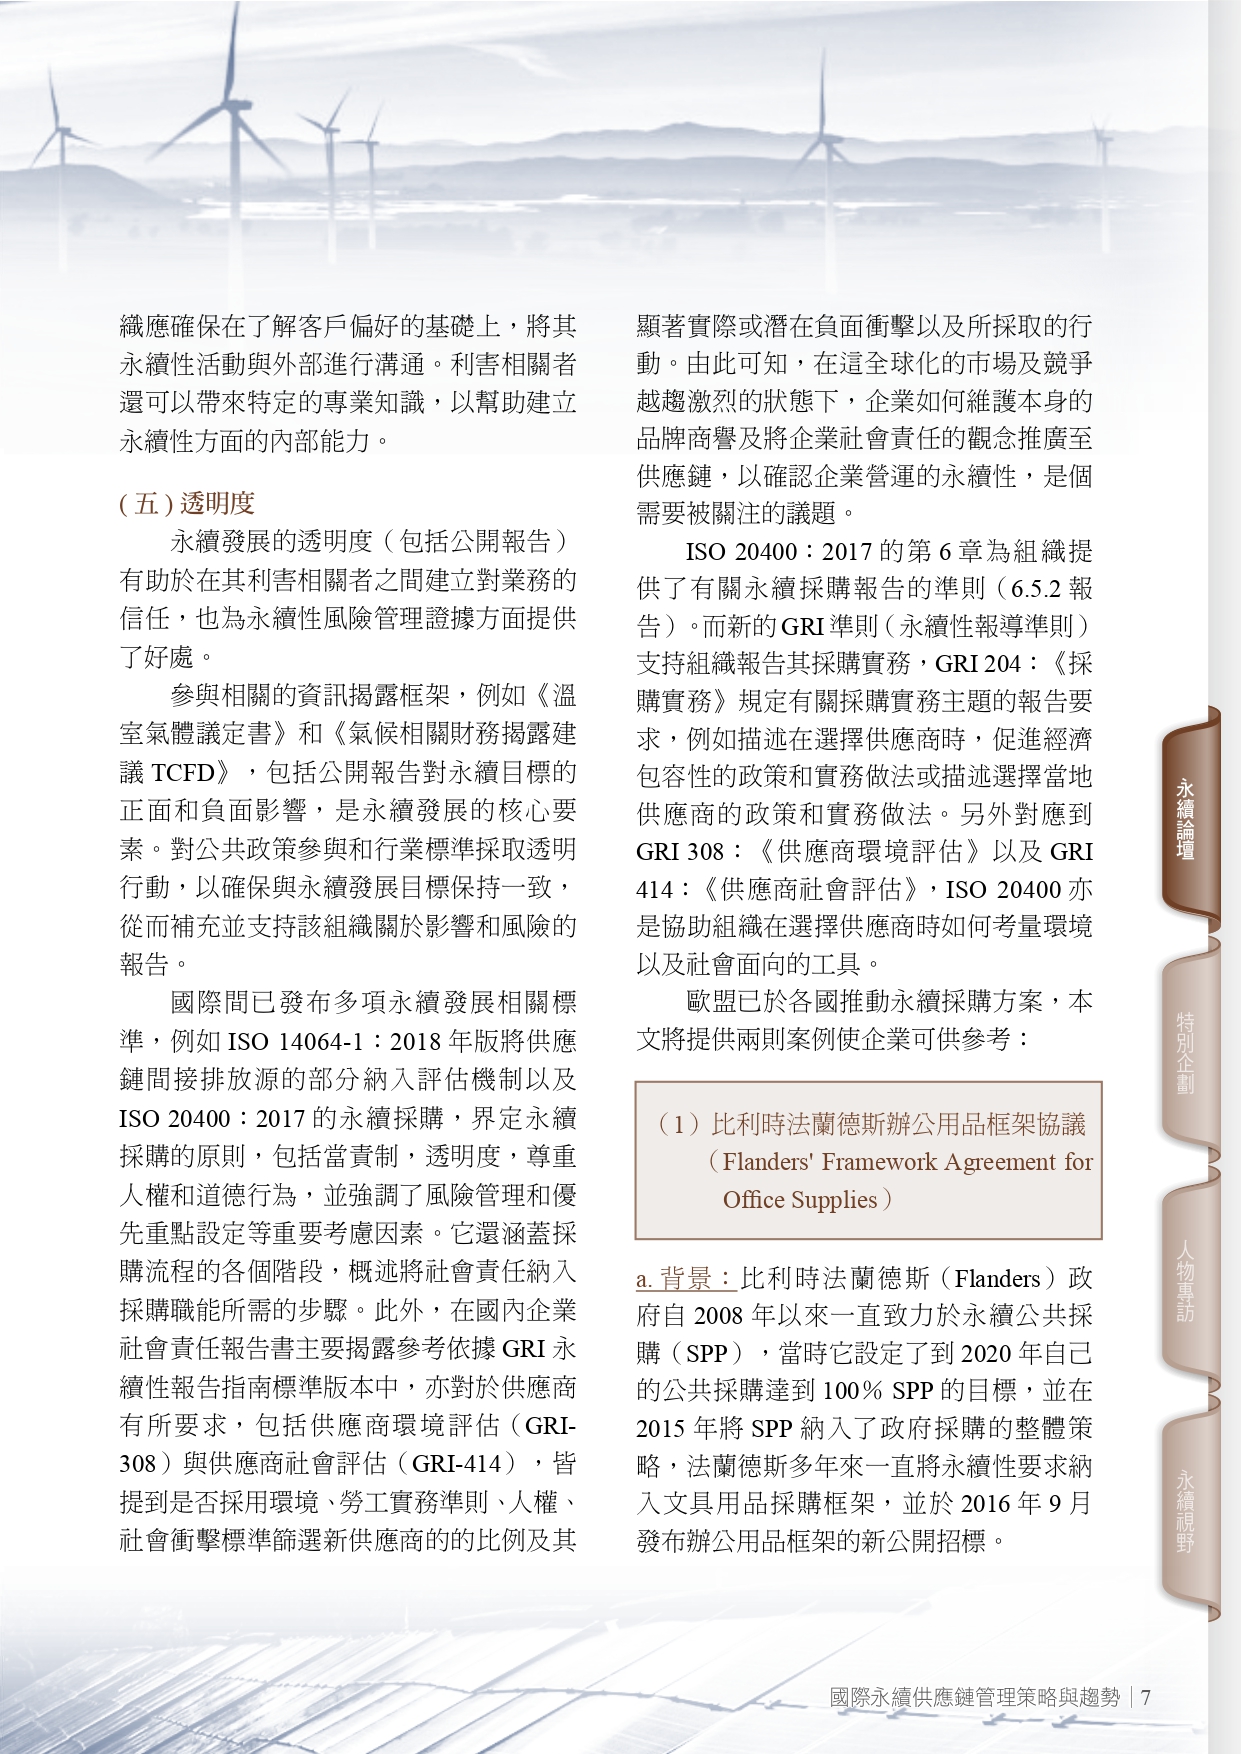 織應確保在了解客戶偏好的基礎上，將其
永續性活動與外部進行溝通。利害相關者
還可以帶來特定的專業知識，以幫助建立
永續性方面的內部能力。
( 五 ) 透明度
永續發展的透明度（包括公開報告）
有助於在其利害相關者之間建立對業務的
信任，也為永續性風險管理證據方面提供
了好處。
參與相關的資訊揭露框架，例如《溫
室氣體議定書》和《氣候相關財務揭露建
議 TCFD》，包括公開報告對永續目標的
正面和負面影響，是永續發展的核心要
素。對公共政策參與和行業標準採取透明
行動，以確保與永續發展目標保持一致，
從而補充並支持該組織關於影響和風險的
報告。
國際間已發布多項永續發展相關標
準，例如 ISO 14064-1：2018 年版將供應
鏈間接排放源的部分納入評估機制以及
ISO 20400：2017 的永續採購，界定永續
採購的原則，包括當責制，透明度，尊重
人權和道德行為，並強調了風險管理和優
先重點設定等重要考慮因素。它還涵蓋採
購流程的各個階段，概述將社會責任納入
採購職能所需的步驟。此外，在國內企業
社會責任報告書主要揭露參考依據 GRI 永
續性報告指南標準版本中，亦對於供應商
有所要求，包括供應商環境評估（GRI-
308）與供應商社會評估（GRI-414），皆
提到是否採用環境、勞工實務準則、人權、
社會衝擊標準篩選新供應商的的比例及其
顯著實際或潛在負面衝擊以及所採取的行
動。由此可知，在這全球化的市場及競爭
越趨激烈的狀態下，企業如何維護本身的
品牌商譽及將企業社會責任的觀念推廣至
供應鏈，以確認企業營運的永續性，是個
需要被關注的議題。
ISO 20400：2017 的第 6 章為組織提
供了有關永續採購報告的準則（6.5.2 報
告）。而新的 GRI 準則（永續性報導準則）
支持組織報告其採購實務，GRI 204：《採
購實務》規定有關採購實務主題的報告要
求，例如描述在選擇供應商時，促進經濟
包容性的政策和實務做法或描述選擇當地
供應商的政策和實務做法。另外對應到
GRI 308：《供應商環境評估》以及 GRI
414：《供應商社會評估》，ISO 20400 亦
是協助組織在選擇供應商時如何考量環境
以及社會面向的工具。
歐盟已於各國推動永續採購方案，本
文將提供兩則案例使企業可供參考：
（1）比利時法蘭德斯辦公用品框架協議
（Flanders' Framework Agreement for
Office Supplies）
a. 背景：比利時法蘭德斯（Flanders）政
府自 2008 年以來一直致力於永續公共採
購（SPP），當時它設定了到 2020 年自己
的公共採購達到 100% SPP 的目標，並在
2015 年將 SPP 納入了政府採購的整體策
略，法蘭德斯多年來一直將永續性要求納
入文具用品採購框架，並於 2016 年 9 月
發布辦公用品框架的新公開招標。
永續論壇
特別企劃
人物專訪
永續視野
國際永續供應鏈管理策略與趨勢｜7